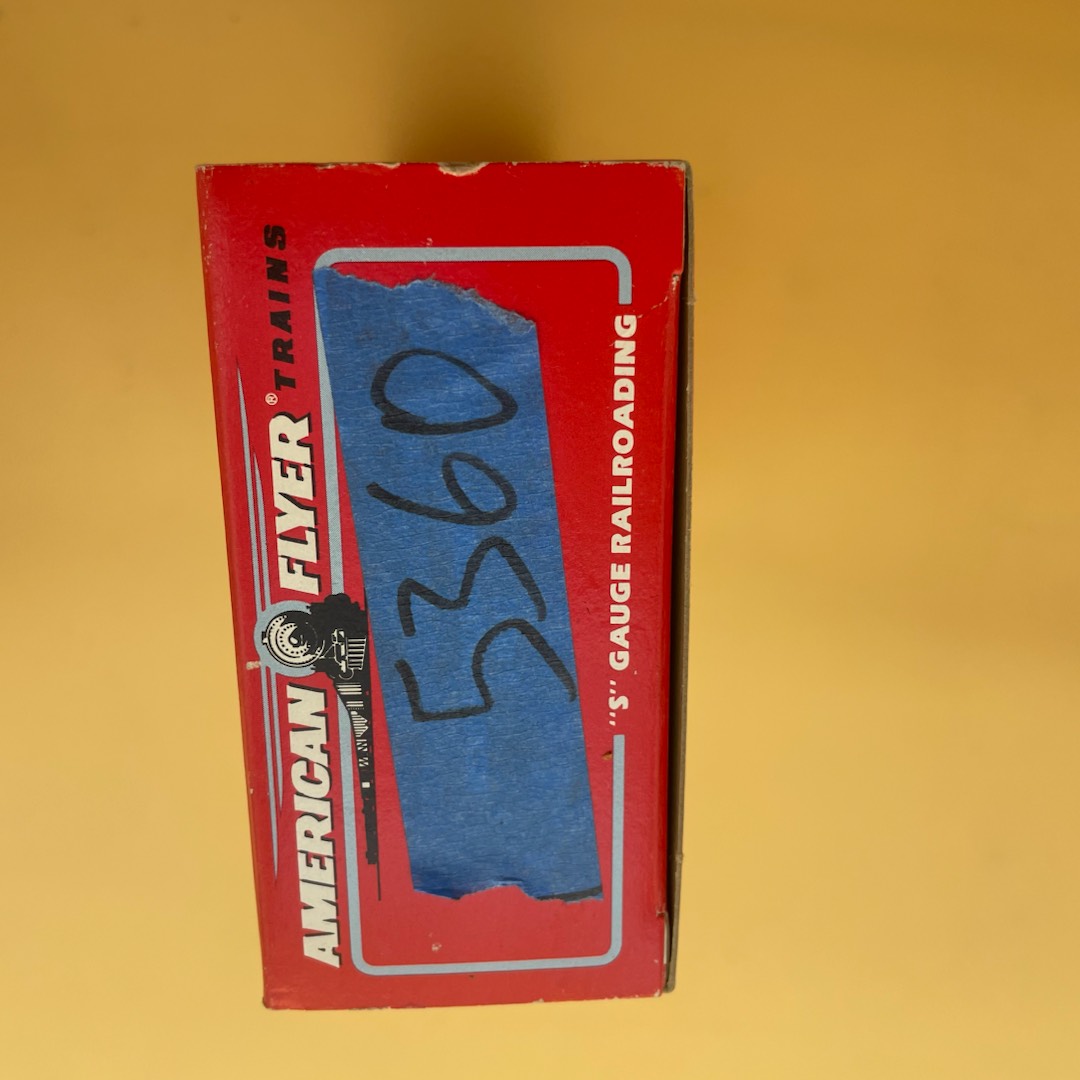 AMERICAN FLYER® TRAINS
5360
"S" GAUGE RAILROADING